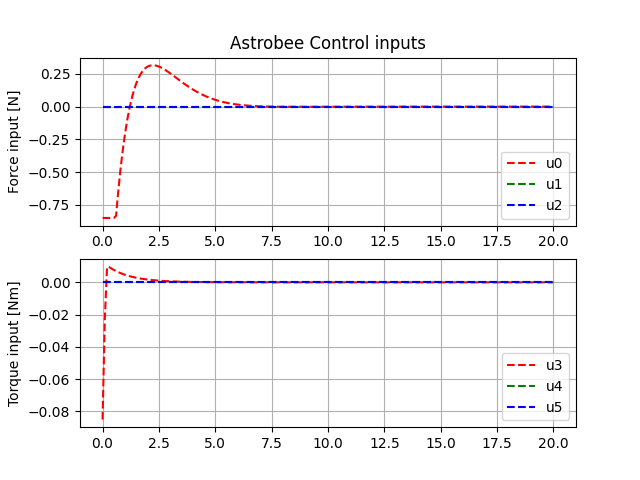 Astrobee Control inputs
Force input [N]
0.25
0.00
−0.25
−0.50
−0.75
u0
u1
u2
0.0 2.5 5.0 7.5 10.0 12.5 15.0 17.5 20.0
Torque input [Nm]
0.00
−0.02
−0.04
−0.06
−0.08
u3
u4
u5
0.0 2.5 5.0 7.5 10.0 12.5 15.0 17.5 20.0